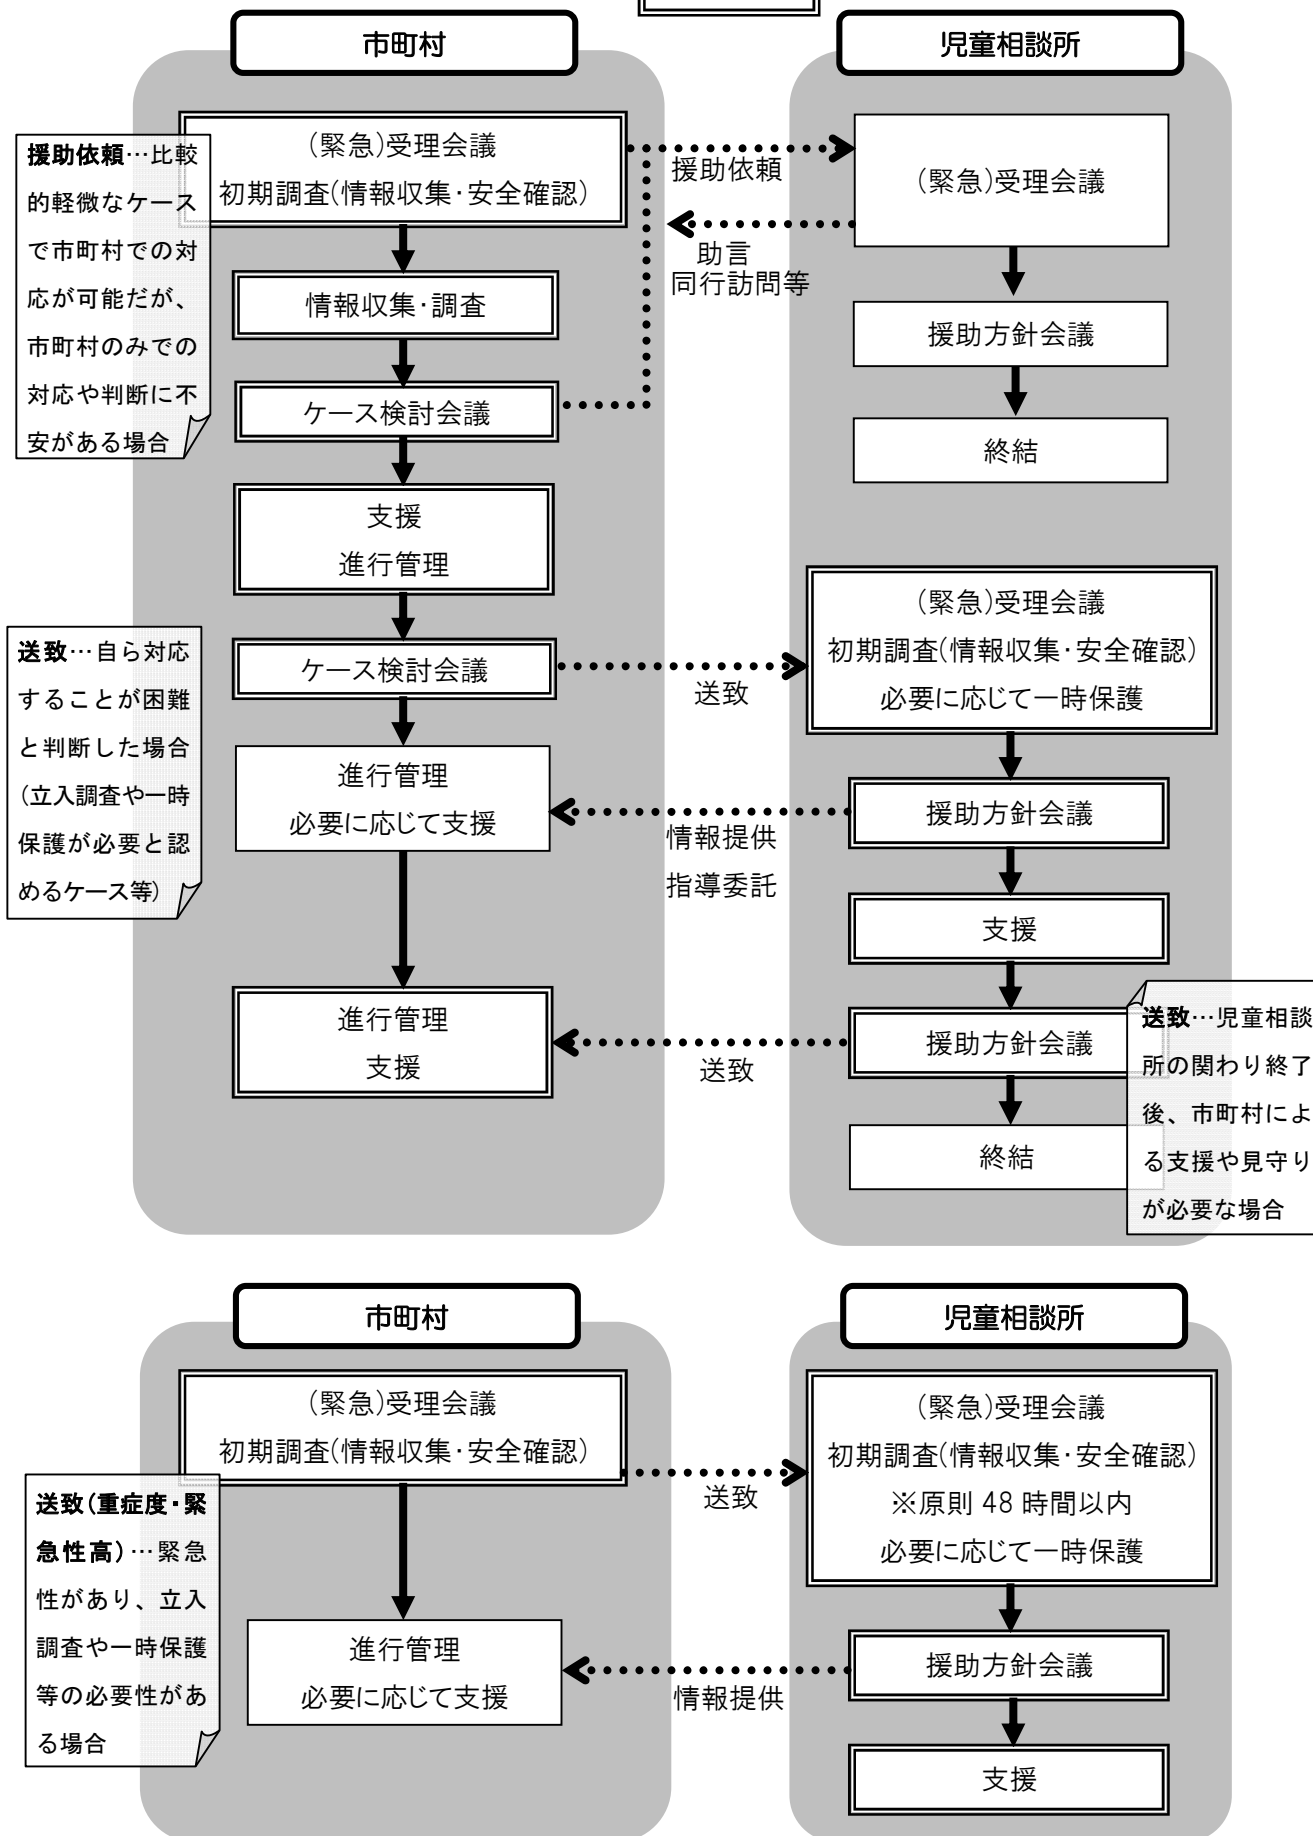 市町村
児童相談所
援助依頼…比較
的軽微なケース
で市町村での対
応が可能だが、
市町村のみでの
対応や判断に不
安がある場合
(緊急)受理会議
初期調査(情報収集・安全確認)
情報収集・調査
ケース検討会議
支援
進行管理
援助依頼
助言
同行訪問等
(緊急)受理会議
援助方針会議
終結
送致…自ら対応
することが困難
と判断した場合
(立入調査や一時
保護が必要と認
めるケース等)
ケース検討会議
進行管理
必要に応じて支援
進行管理
支援
送致
情報提供
指導委託
送致
(緊急)受理会議
初期調査(情報収集・安全確認)
必要に応じて一時保護
援助方針会議
支援
援助方針会議
終結
送致…児童相談
所の関わり終了
後、市町村によ
る支援や見守り
が必要な場合
市町村
児童相談所
送致(重症度・緊
急性高)…緊急
性があり、立入
調査や一時保護
等の必要性があ
る場合
(緊急)受理会議
初期調査(情報収集・安全確認)
進行管理
必要に応じて支援
送致
情報提供
(緊急)受理会議
初期調査(情報収集・安全確認)
※原則 48 時間以内
必要に応じて一時保護
援助方針会議
支援